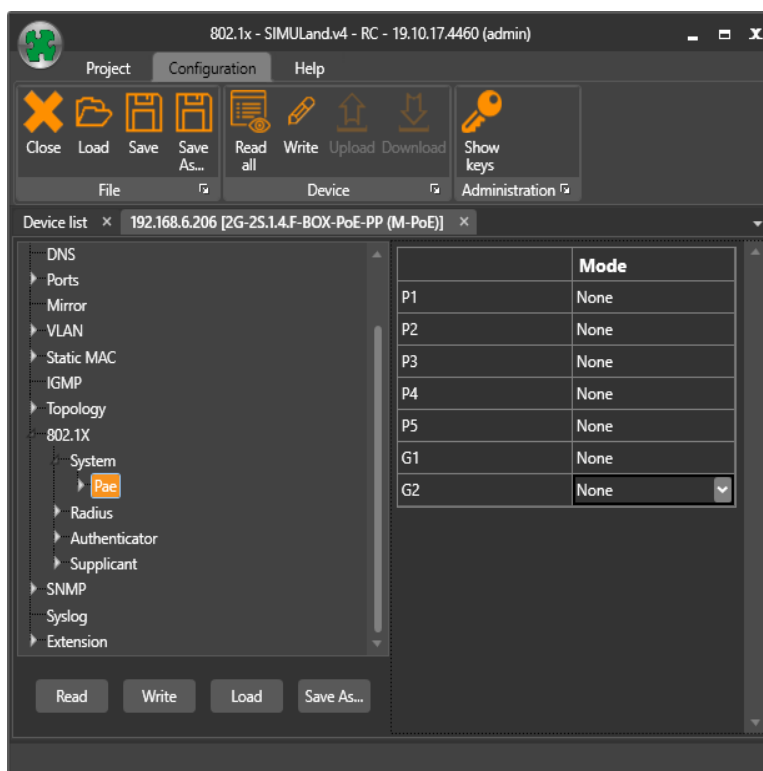 802.1x - SIMULand.v4 - RC - 19.10.17.4460 (admin)
Project Configuration Help
Close Load Save Save As... Read all Write Upload Download Show keys
File Device Administration
Device list × 192.168.6.206 [2G-2S.1.4.F-BOX-PoE-PP (M-PoE)] ×
DNS
Ports
Mirror
VLAN
Static MAC
IGMP
Topology
802.1X
System
Pae
Radius
Authenticator
Supplicant
SNMP
Syslog
Extension
Read Write Load Save As...
Mode
P1 None
P2 None
P3 None
P4 None
P5 None
G1 None
G2 None